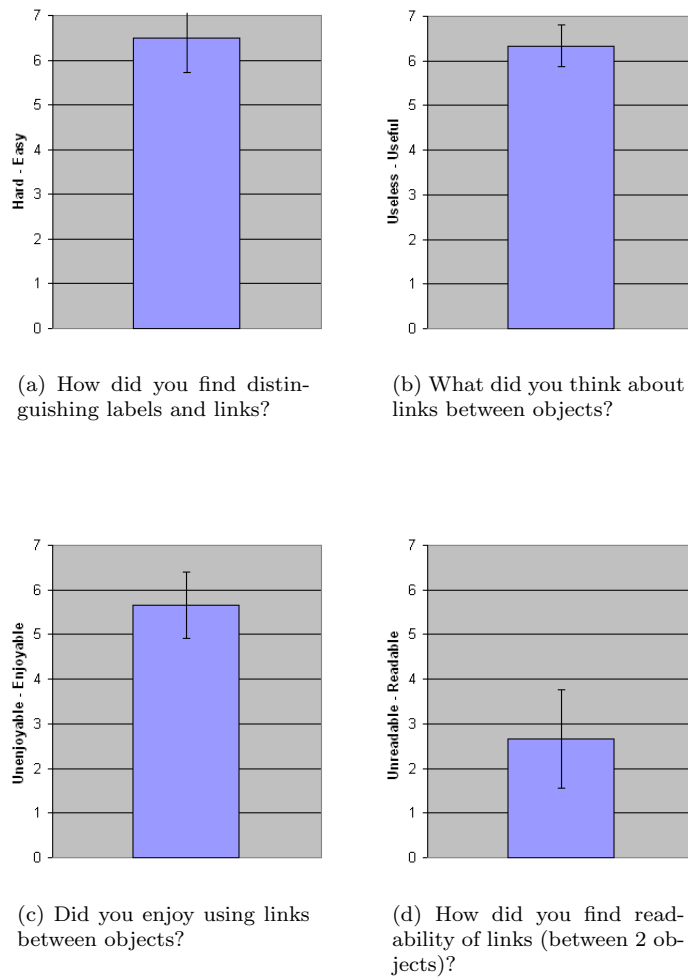 7
6
5
4
3
2
1
0
Hard - Easy
(a) How did you find distin-
guishing labels and links?
7
6
5
4
3
2
1
0
Useless - Useful
(b) What did you think about
links between objects?
7
6
5
4
3
2
1
0
Unenjoyable - Enjoyable
(c) Did you enjoy using links
between objects?
7
6
5
4
3
2
1
0
Unreadable - Readable
(d) How did you find read-
ability of links (between 2 ob-
jects)?